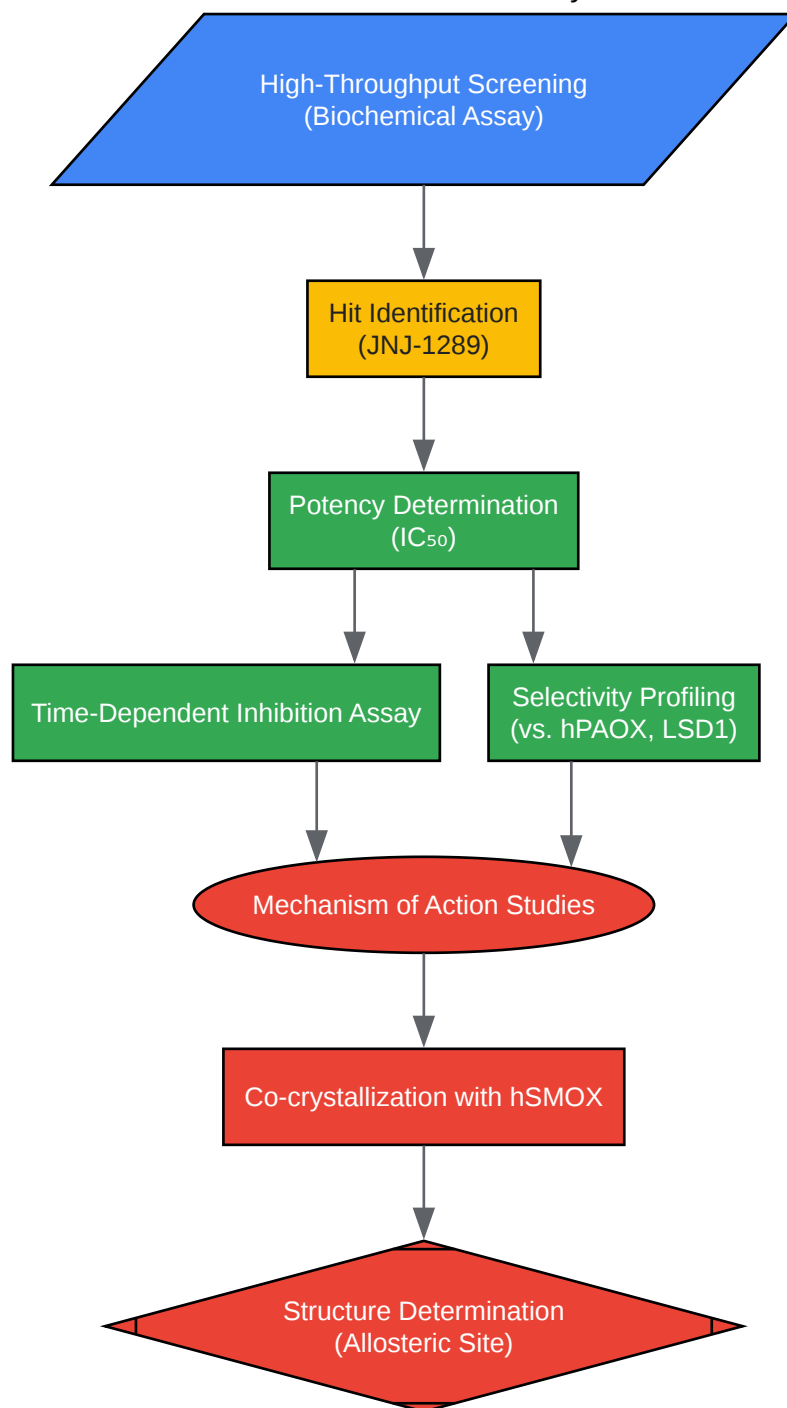 High-Throughput Screening
(Biochemical Assay)
Hit Identification
(JNJ-1289)
Potency Determination
(IC₅₀)
Time-Dependent Inhibition Assay
Selectivity Profiling
(vs. hPAOX, LSD1)
Mechanism of Action Studies
Co-crystallization with hSMOX
Structure Determination
(Allosteric Site)